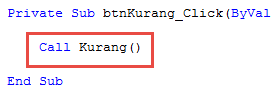 Private Sub btnKurang_Click(ByVal
Call Kurang()
End Sub